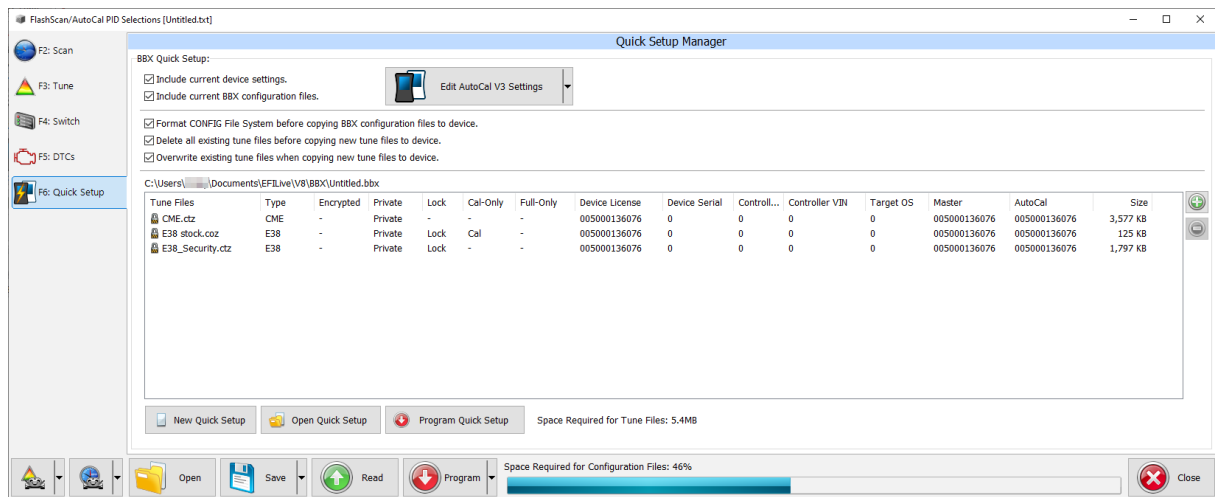 FlashScan/AutoCal PID Selections [Untitled.txt]
F2: Scan
F3: Tune
F4: Switch
F5: DTCs
F6: Quick Setup
Quick Setup Manager
BBX Quick Setup:
Include current device settings.
Include current BBX configuration files.
Edit AutoCal V3 Settings
Format CONFIG File System before copying BBX configuration files to device.
Delete all existing tune files before copying new tune files to device.
Overwrite existing tune files when copying new tune files to device.
C:\Users\ \Documents\EFILive\V8\BBX\Untitled.bbx
Tune Files Type Encrypted Private Lock Cal-Only Full-Only Device License Device Serial Controll... Controller VIN Target OS Master AutoCal Size
CME.ctz CME - Private - - - 005000136076 0 0 0 0 005000136076 005000136076 3,577 KB
E38 stock.coz E38 - Private Lock Cal - 005000136076 0 0 0 0 005000136076 005000136076 125 KB
E38_Security.ctz E38 - Private Lock - - 005000136076 0 0 0 0 005000136076 005000136076 1,797 KB
New Quick Setup Open Quick Setup Program Quick Setup Space Required for Tune Files: 5.4MB
Open Save Read Program
Space Required for Configuration Files: 46%
Close